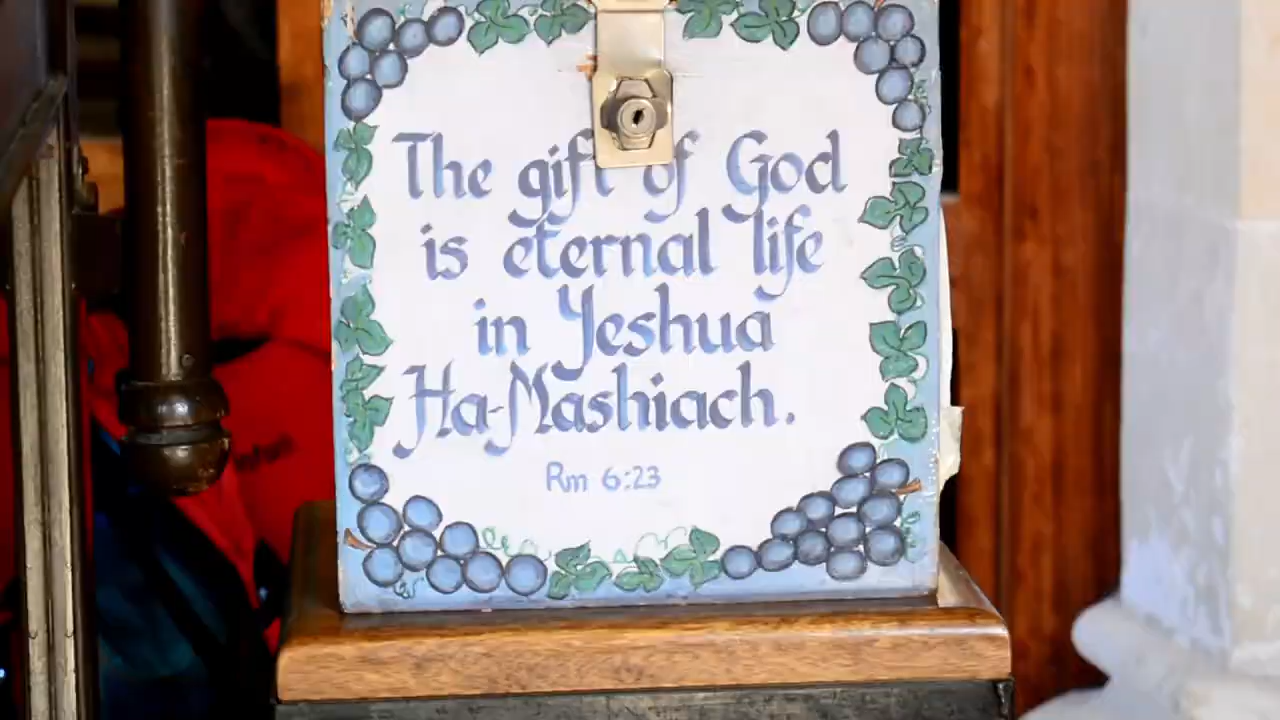 The gift of God
is eternal life
in Yeshua
Ha-Mashiach.
Rm 6:23